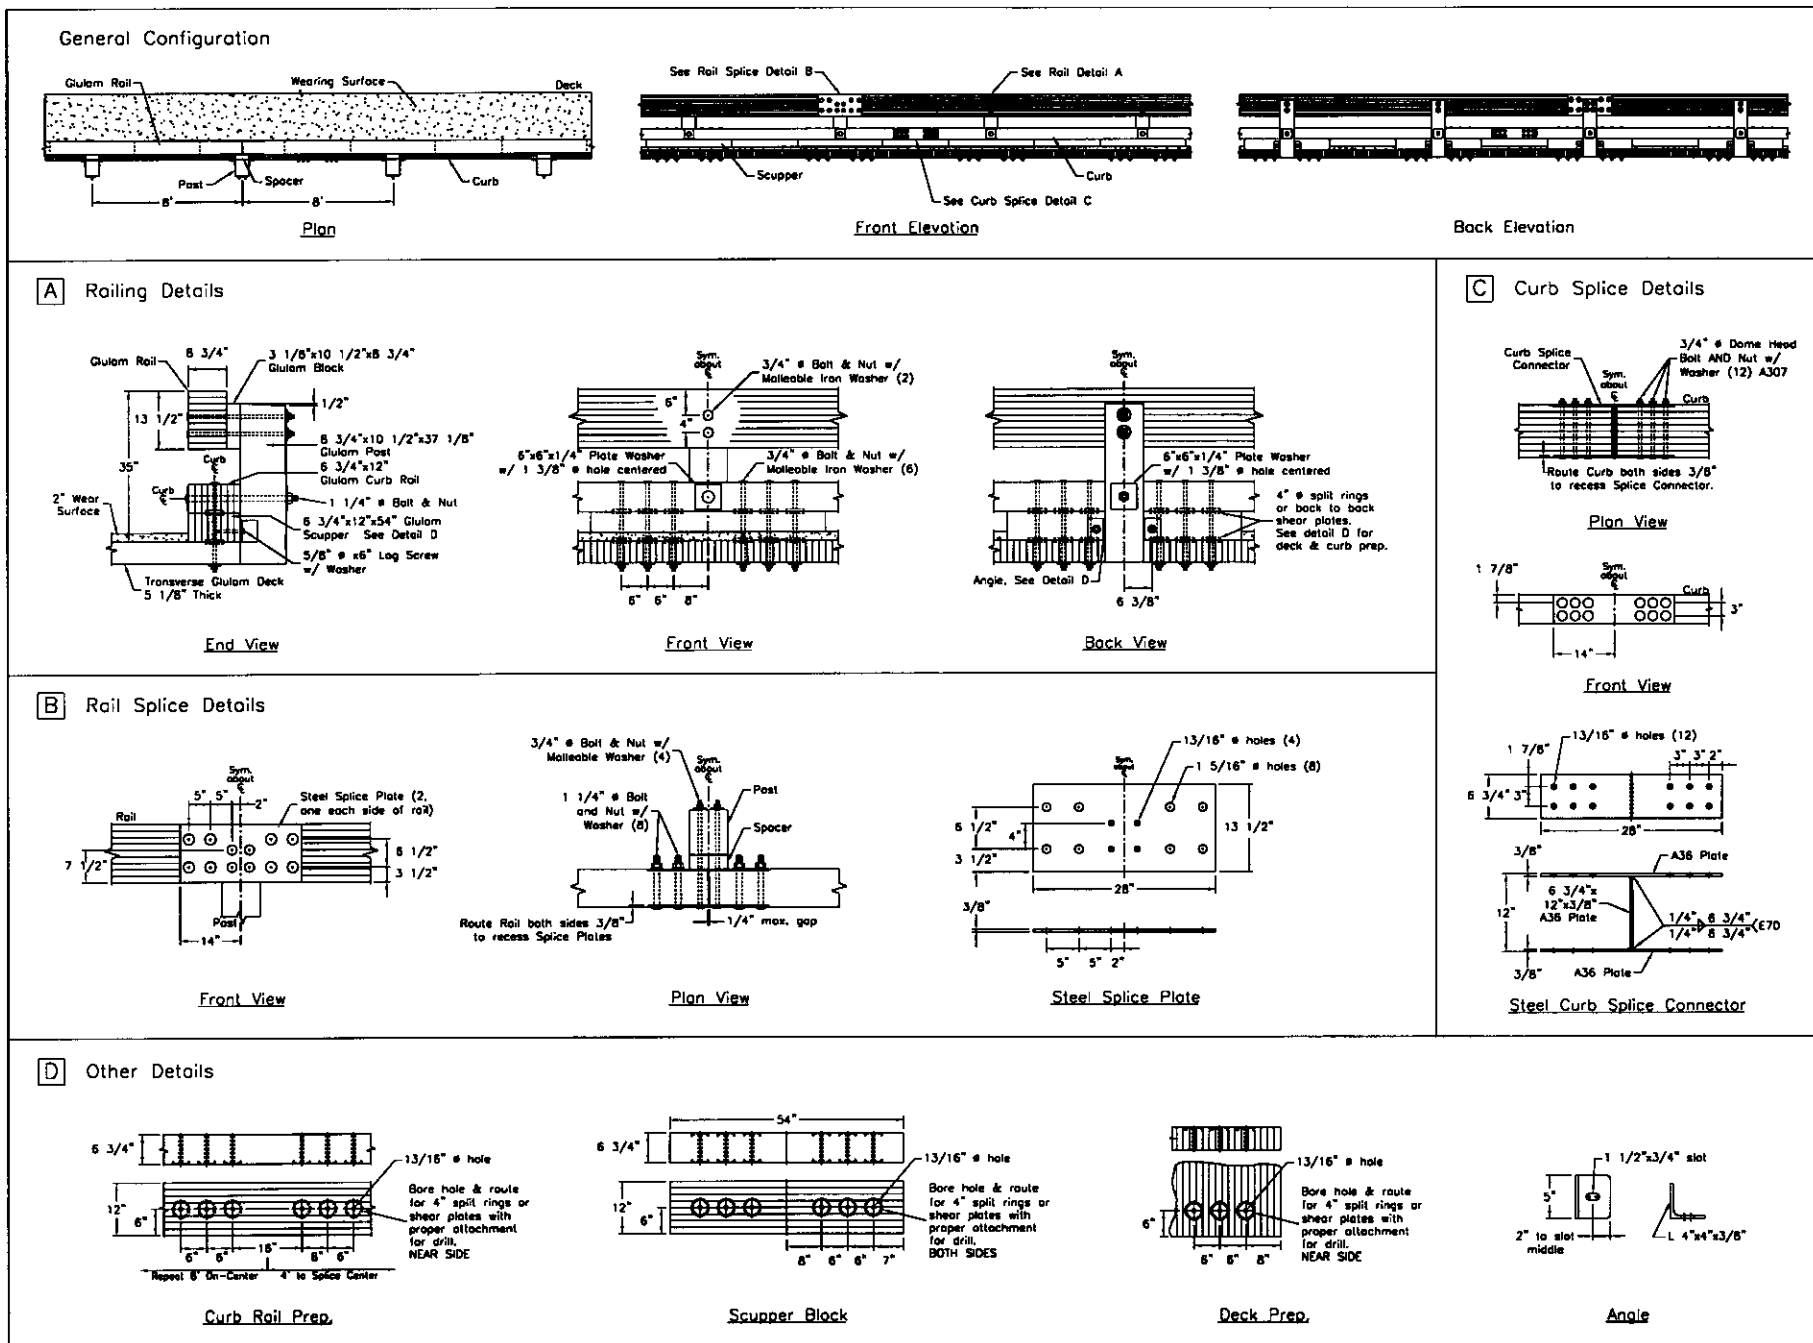 General Configuration
Glulam Rail
Wearing Surface
Deck
Post
Spacer
Curb
8'
8'
Plan
See Rail Splice Detail B
See Rail Detail A
Scupper
Curb
See Curb Splice Detail C
Front Elevation
Back Elevation
A Railing Details
Glulam Rail
8 3/4"
3 1/8"x10 1/2"x8 3/4"
Glulam Block
1/2"
13 1/2"
8 3/4"x10 1/2"x37 1/8"
Glulam Post
35"
Curb
6 3/4"x12"
Glulam Curb Rail
Curb
2" Wear
Surface
1 1/4" ø Bolt & Nut
6 3/4"x12"x54" Glulam
Scupper See Detail D
5/8" ø x6" Lag Screw
w/ Washer
Transverse Glulam Deck
5 1/8" Thick
End View
Sym.
about
3/4" ø Bolt & Nut w/
Malleable Iron Washer (2)
6"
4"
6"x6"x1/4" Plate Washer
w/ 1 3/8" ø hole centered
3/4" ø Bolt & Nut w/
Malleable Iron Washer (6)
6"
6"
8"
Front View
Sym.
about
6"x6"x1/4" Plate Washer
w/ 1 3/8" ø hole centered
4" ø split rings
or back to back
shear plates.
See detail D for
deck & curb prep.
Angle, See Detail D
6 3/8"
Back View
C Curb Splice Details
Curb Splice
Connector
Sym.
about
3/4" ø Dome Head
Bolt AND Nut w/
Washer (12) A307
Curb
Route Curb both sides 3/8"
to recess Splice Connector.
Plan View
1 7/8"
Sym.
about
Curb
3"
14"
Front View
13/16" ø holes (12)
1 7/8"
3"
3"
2"
6 3/4"
3"
28"
3/8"
A36 Plate
6 3/4"x
12"x3/8"
A36 Plate
12"
1/4"
6 3/4"
1/4"
6 3/4"
E70
3/8"
A36 Plate
Steel Curb Splice Connector
B Rail Splice Details
Sym.
about
5"
5"
2"
Steel Splice Plate (2,
one each side of rail)
Rail
7 1/2"
6 1/2"
3 1/2"
Post
14"
Front View
3/4" ø Bolt & Nut w/
Malleable Washer (4)
Sym.
about
1 1/4" ø Bolt
and Nut w/
Washer (8)
Post
Spacer
Route Rail both sides 3/8"
to recess Splice Plates
1/4" max. gap
Plan View
Sym.
about
13/16" ø holes (4)
1 5/16" ø holes (8)
6 1/2"
4"
3 1/2"
13 1/2"
28"
3/8"
5"
5"
2"
Steel Splice Plate
D Other Details
6 3/4"
13/16" ø hole
12"
6"
Bore hole & route
for 4" split rings or
shear plates with
proper attachment
for drill.
NEAR SIDE
6"
6"
16"
6"
6"
Repeat 8' On-Center
4' to Splice Center
Curb Rail Prep.
54"
6 3/4"
13/16" ø hole
12"
6"
Bore hole & route
for 4" split rings or
shear plates with
proper attachment
for drill.
BOTH SIDES
8"
6"
6"
7"
Scupper Block
13/16" ø hole
6"
Bore hole & route
for 4" split rings or
shear plates with
proper attachment
for drill.
NEAR SIDE
6"
6"
8"
Deck Prep.
1 1/2"x3/4" slot
5"
2" to slot
middle
L 4"x4"x3/8"
Angle